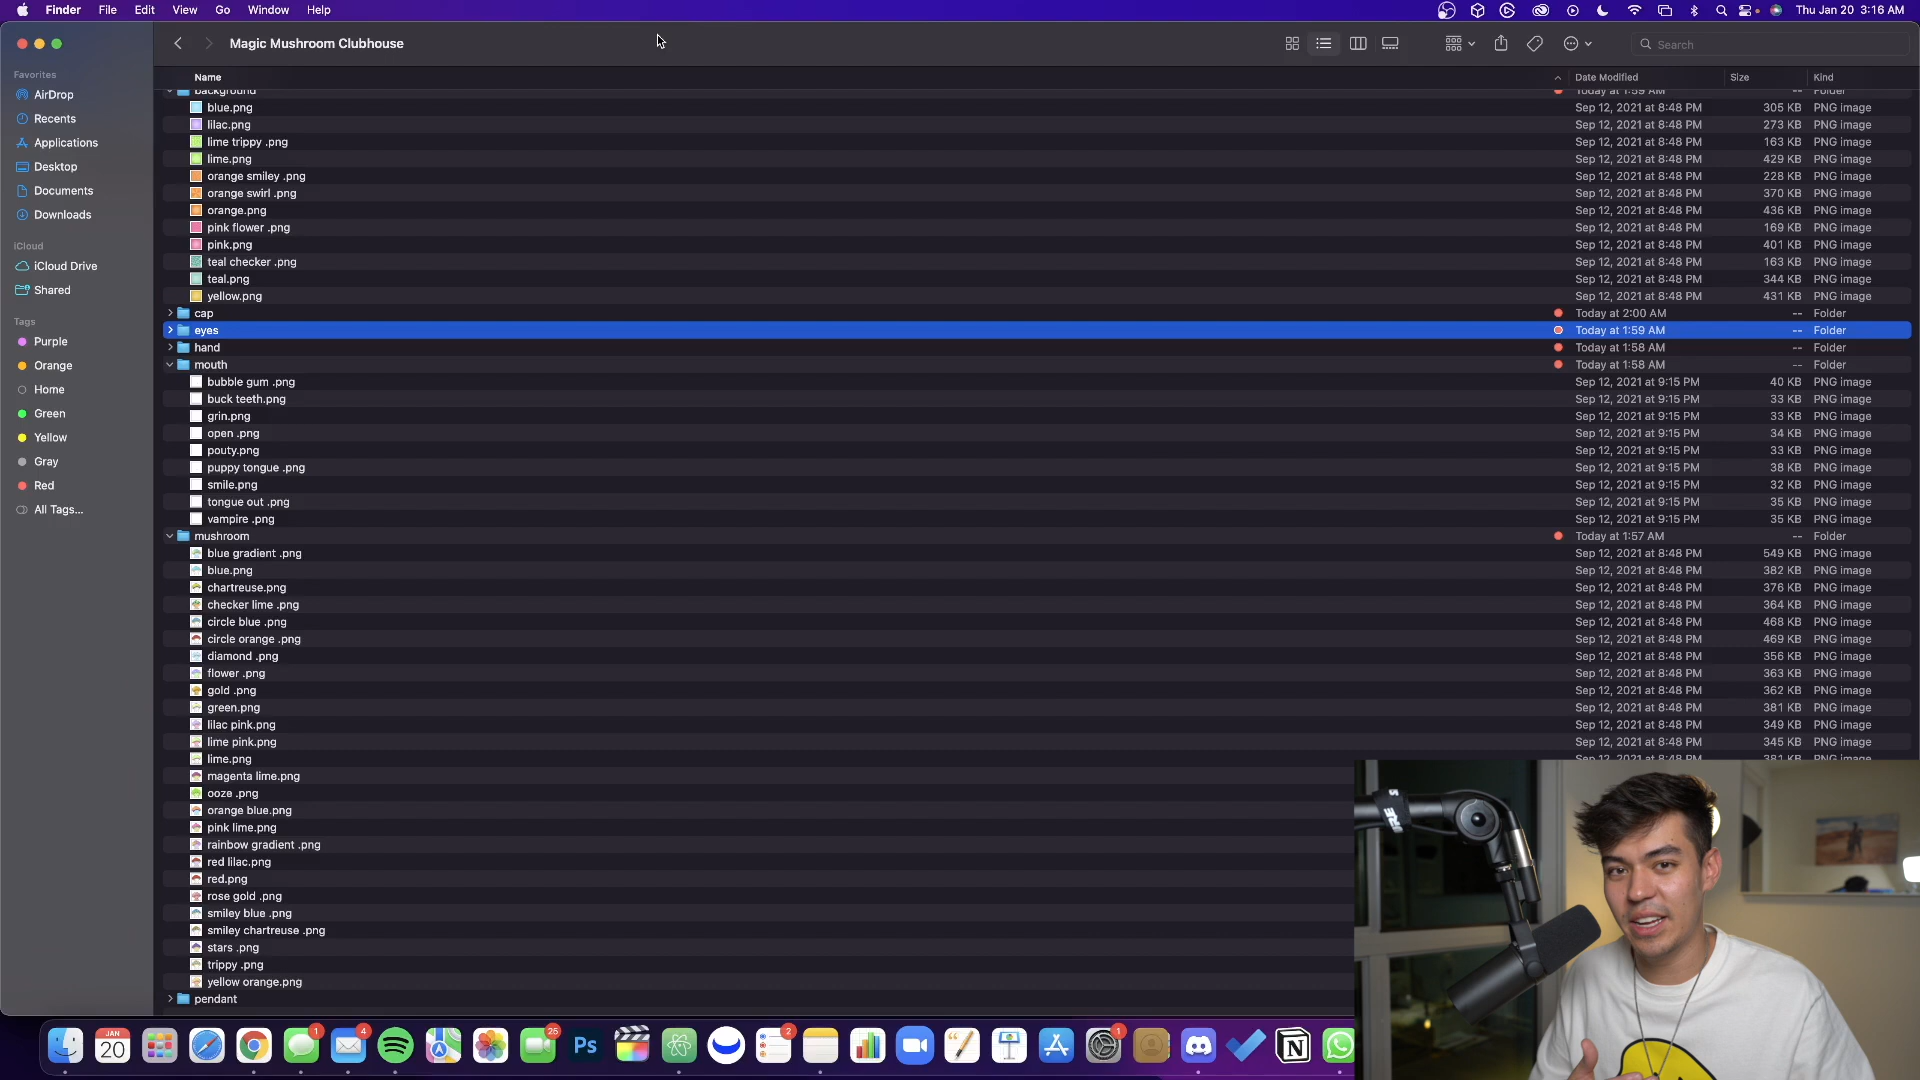 Finder File Edit View Go Window Help Thu Jan 20 3:16 AM
Magic Mushroom Clubhouse Search
Name Date Modified Size Kind
Favorites
AirDrop
Recents
Applications
Desktop
Documents
Downloads
iCloud
iCloud Drive
Shared
Tags
Purple
Orange
Home
Green
Yellow
Gray
Red
All Tags...
background Today at 1:59 AM -- Folder
blue.png Sep 12, 2021 at 8:48 PM 305 KB PNG image
lilac.png Sep 12, 2021 at 8:48 PM 273 KB PNG image
lime trippy .png Sep 12, 2021 at 8:48 PM 163 KB PNG image
lime.png Sep 12, 2021 at 8:48 PM 429 KB PNG image
orange smiley .png Sep 12, 2021 at 8:48 PM 228 KB PNG image
orange swirl .png Sep 12, 2021 at 8:48 PM 370 KB PNG image
orange.png Sep 12, 2021 at 8:48 PM 436 KB PNG image
pink flower .png Sep 12, 2021 at 8:48 PM 169 KB PNG image
pink.png Sep 12, 2021 at 8:48 PM 401 KB PNG image
teal checker .png Sep 12, 2021 at 8:48 PM 163 KB PNG image
teal.png Sep 12, 2021 at 8:48 PM 344 KB PNG image
yellow.png Sep 12, 2021 at 8:48 PM 431 KB PNG image
cap Today at 2:00 AM -- Folder
eyes Today at 1:59 AM -- Folder
hand Today at 1:58 AM -- Folder
mouth Today at 1:58 AM -- Folder
bubble gum .png Sep 12, 2021 at 9:15 PM 40 KB PNG image
buck teeth.png Sep 12, 2021 at 9:15 PM 33 KB PNG image
grin.png Sep 12, 2021 at 9:15 PM 33 KB PNG image
open .png Sep 12, 2021 at 9:15 PM 34 KB PNG image
pouty.png Sep 12, 2021 at 9:15 PM 33 KB PNG image
puppy tongue .png Sep 12, 2021 at 9:15 PM 38 KB PNG image
smile.png Sep 12, 2021 at 9:15 PM 32 KB PNG image
tongue out .png Sep 12, 2021 at 9:15 PM 35 KB PNG image
vampire .png Sep 12, 2021 at 9:15 PM 35 KB PNG image
mushroom Today at 1:57 AM -- Folder
blue gradient .png Sep 12, 2021 at 8:48 PM 549 KB PNG image
blue.png Sep 12, 2021 at 8:48 PM 382 KB PNG image
chartreuse.png Sep 12, 2021 at 8:48 PM 376 KB PNG image
checker lime .png Sep 12, 2021 at 8:48 PM 364 KB PNG image
circle blue .png Sep 12, 2021 at 8:48 PM 468 KB PNG image
circle orange .png Sep 12, 2021 at 8:48 PM 469 KB PNG image
diamond .png Sep 12, 2021 at 8:48 PM 356 KB PNG image
flower .png Sep 12, 2021 at 8:48 PM 363 KB PNG image
gold .png Sep 12, 2021 at 8:48 PM 362 KB PNG image
green.png Sep 12, 2021 at 8:48 PM 381 KB PNG image
lilac pink.png Sep 12, 2021 at 8:48 PM 349 KB PNG image
lime pink.png Sep 12, 2021 at 8:48 PM 345 KB PNG image
lime.png Sep 12, 2021 at 8:48 PM 381 KB PNG image
magenta lime.png
ooze .png
orange blue.png
pink lime.png
rainbow gradient .png
red lilac.png
red.png
rose gold .png
smiley blue .png
smiley chartreuse .png
stars .png
trippy .png
yellow orange.png
pendant
JAN
20
1
4
25
Ps
2
1